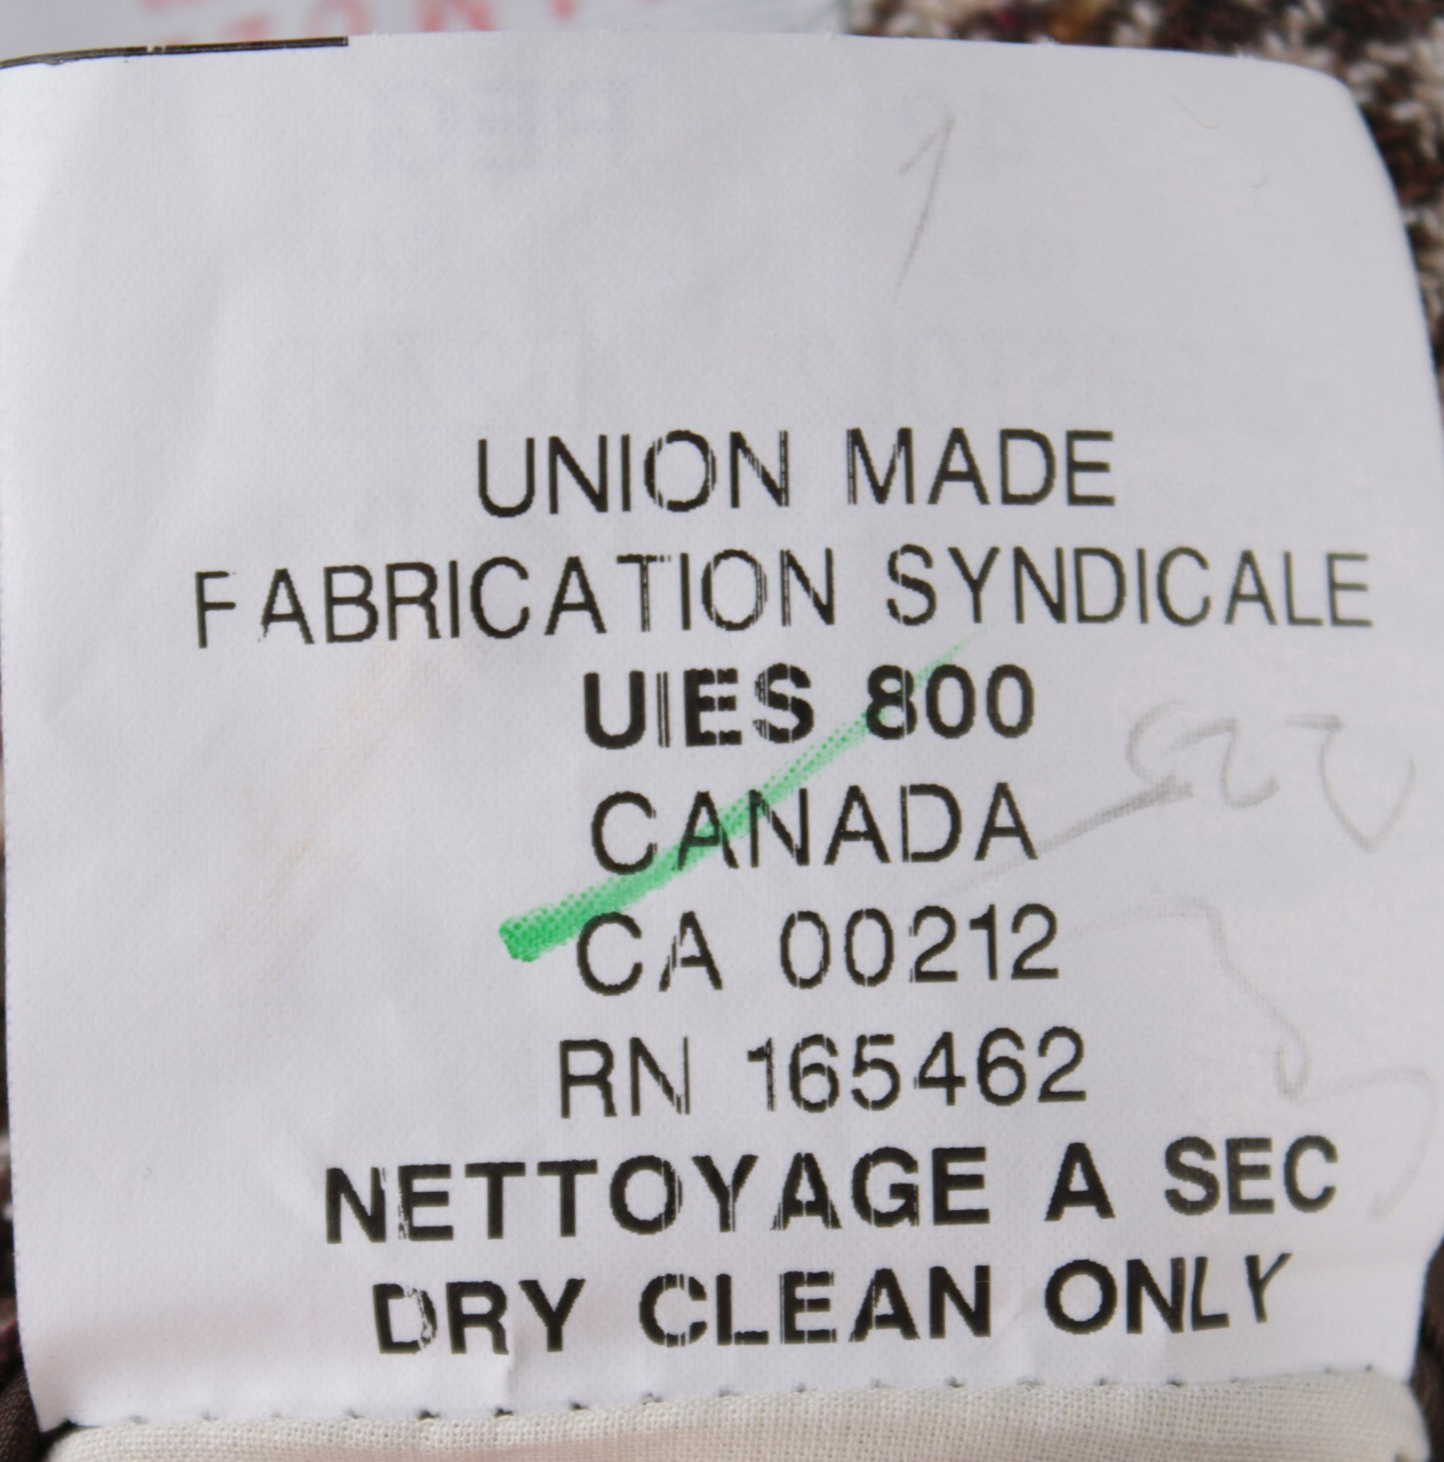 UNION MADE
FABRICATION SYNDICALE
UIES 800
CANADA
CA 00212
RN 165462
NETTOYAGE A SEC
DRY CLEAN ONLY